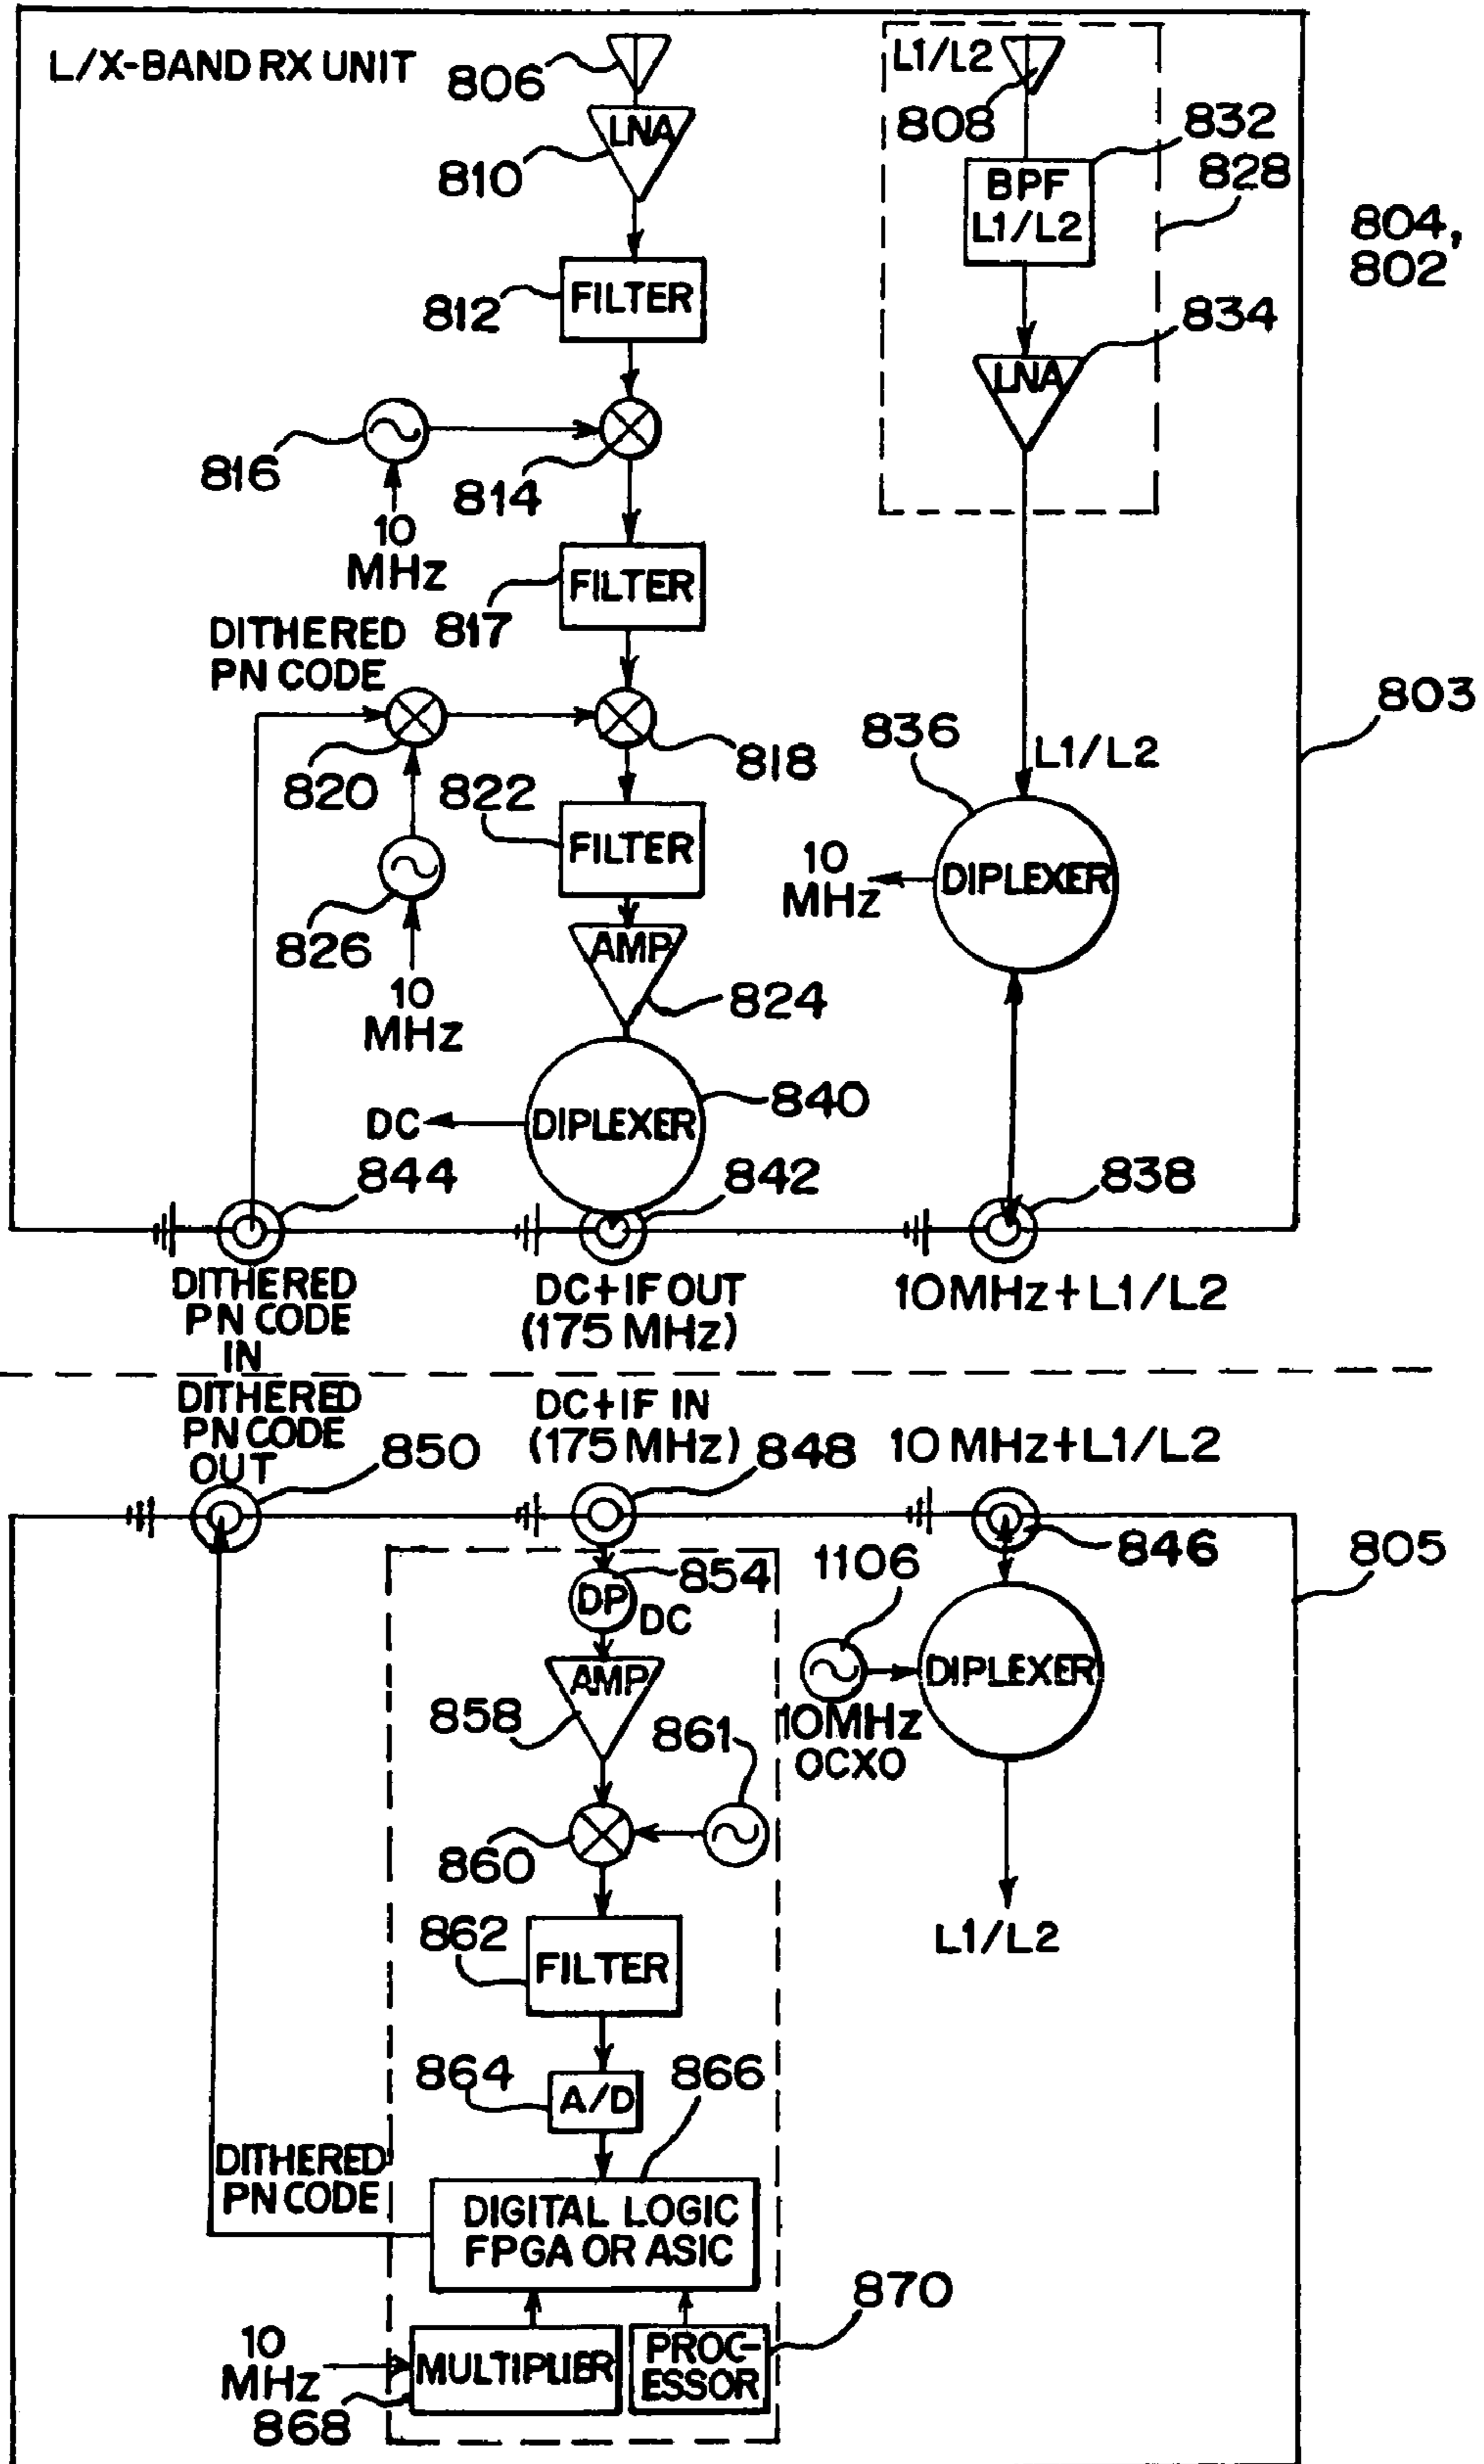 L/X-BAND RX UNIT
806
LNA
810
L1/L2
808
832
BPF
L1/L2
828
804,
802
FILTER
812
834
LNA
816
814
10
MHz
FILTER
817
DITHERED
PN CODE
803
820
822
818
836
L1/L2
FILTER
10
MHz
DIPLEXER
826
AMP
824
10
MHz
DC
DIPLEXER
840
844
842
838
DITHERED
PN CODE
IN
DC+IF OUT
(175 MHz)
10MHz+L1/L2
DITHERED
PN CODE
OUT
850
DC+IF IN
(175 MHz)
848
10 MHz+L1/L2
846
805
854
DP
DC
1106
AMP
858
861
10MHz
OCXO
DIPLEXER
860
862
FILTER
L1/L2
864
A/D
866
DITHERED
PN CODE
DIGITAL LOGIC
FPGA OR ASIC
870
10
MHz
MULTIPLIER
PROC-
ESSOR
868